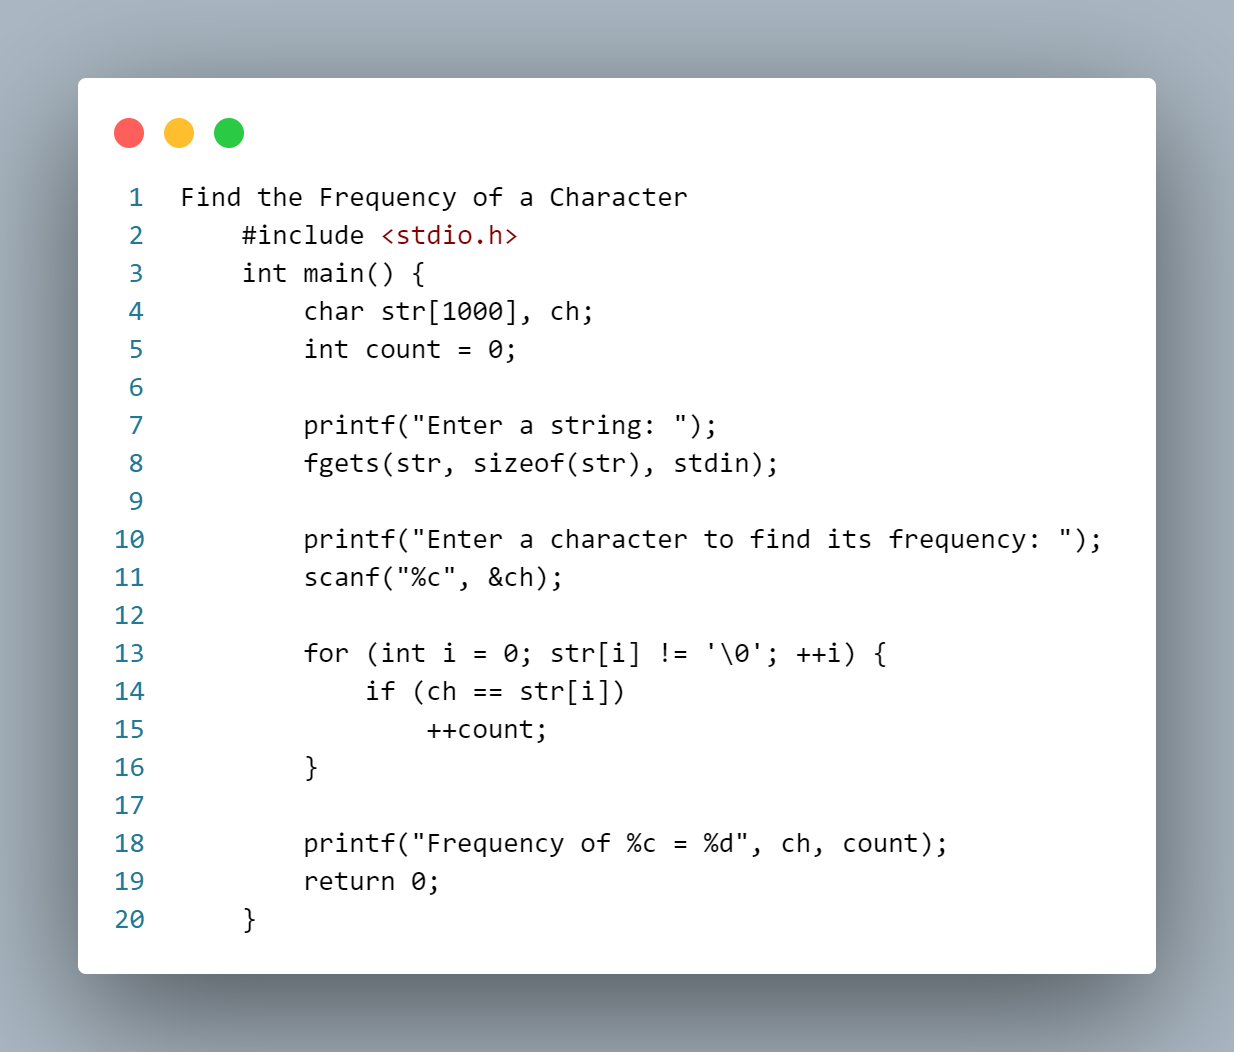 1 Find the Frequency of a Character
2 #include <stdio.h>
3 int main() {
4 char str[1000], ch;
5 int count = 0;
6
7 printf("Enter a string: ");
8 fgets(str, sizeof(str), stdin);
9
10 printf("Enter a character to find its frequency: ");
11 scanf("%c", &ch);
12
13 for (int i = 0; str[i] != '\0'; ++i) {
14 if (ch == str[i])
15 ++count;
16 }
17
18 printf("Frequency of %c = %d", ch, count);
19 return 0;
20 }